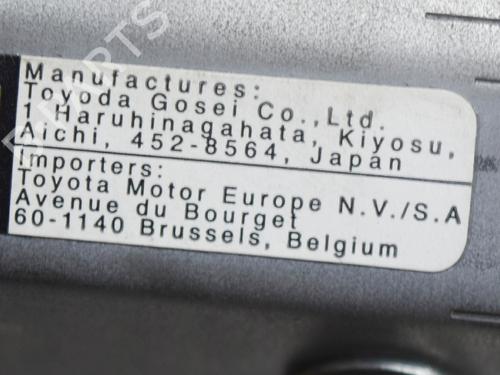 Manufactures:
Toyoda Gosei Co.,Ltd.
1 Haruhinagahata, Kiyosu,
Aichi, 452-8564, Japan
Importers:
Toyota Motor Europe N.V./S.A
Avenue du Bourget
60-1140 Brussels, Belgium